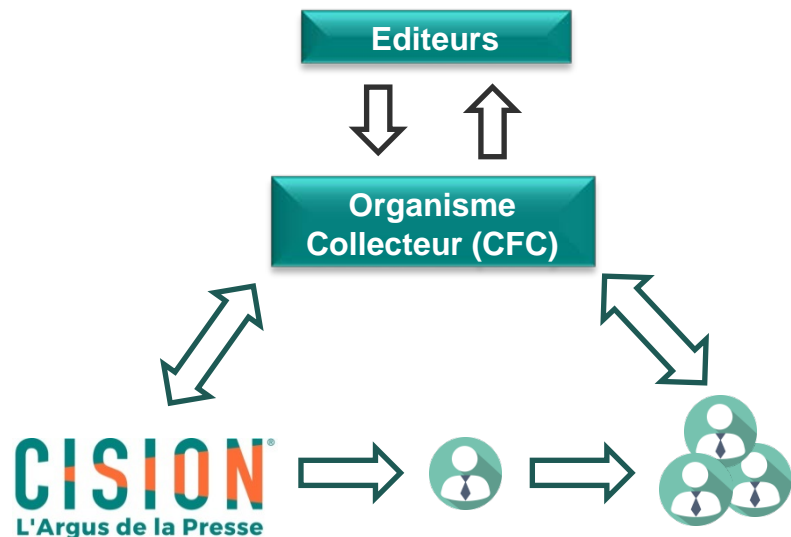 Editeurs
Organisme
Collecteur (CFC)
CISION®
L'Argus de la Presse